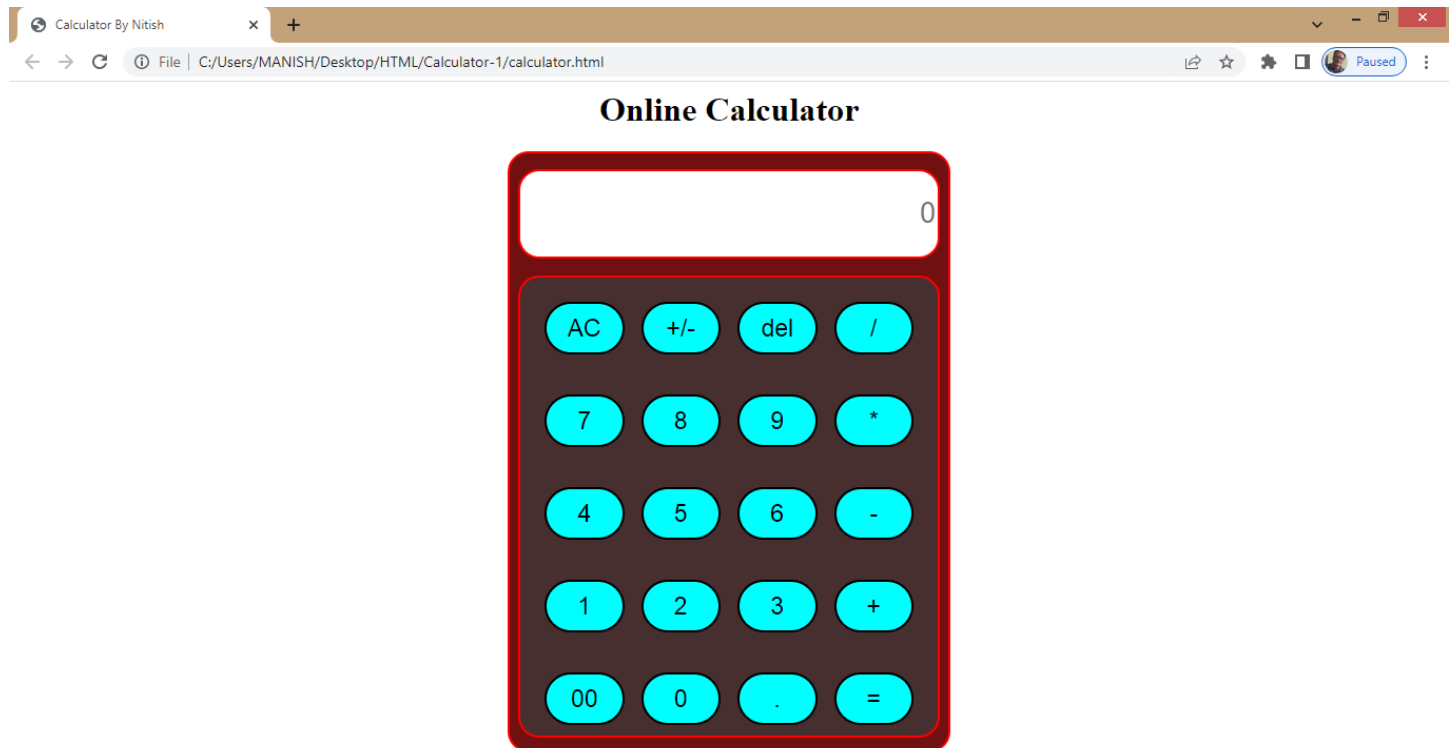 Calculator By Nitish
File C:/Users/MANISH/Desktop/HTML/Calculator-1/calculator.html Paused
Online Calculator
0
AC +/- del /
7 8 9 *
4 5 6 -
1 2 3 +
00 0 . =